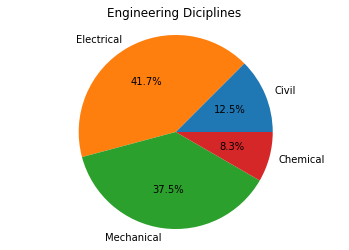 Engineering Diciplines
Electrical
41.7%
Civil
12.5%
8.3%
Chemical
37.5%
Mechanical